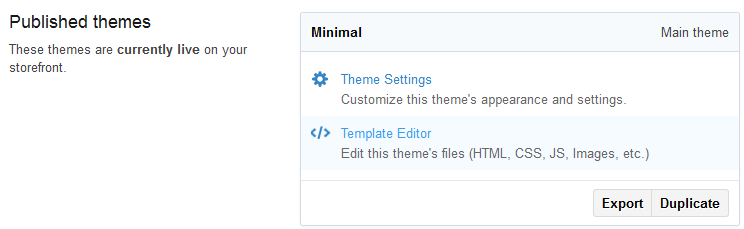 Published themes
These themes are currently live on your
storefront.
Minimal
Main theme
Theme Settings
Customize this theme's appearance and settings.
Template Editor
Edit this theme's files (HTML, CSS, JS, Images, etc.)
Export
Duplicate